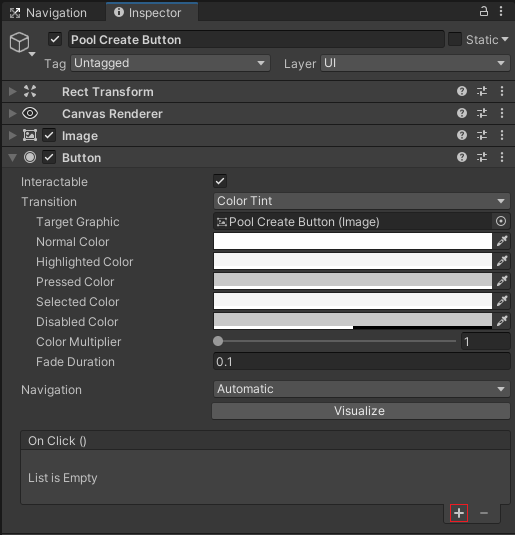 Navigation Inspector
Pool Create Button Static
Tag Untagged Layer UI
Rect Transform
Canvas Renderer
Image
Button
Interactable
Transition Color Tint
Target Graphic Pool Create Button (Image)
Normal Color
Highlighted Color
Pressed Color
Selected Color
Disabled Color
Color Multiplier 1
Fade Duration 0.1
Navigation Automatic
Visualize
On Click ()
List is Empty